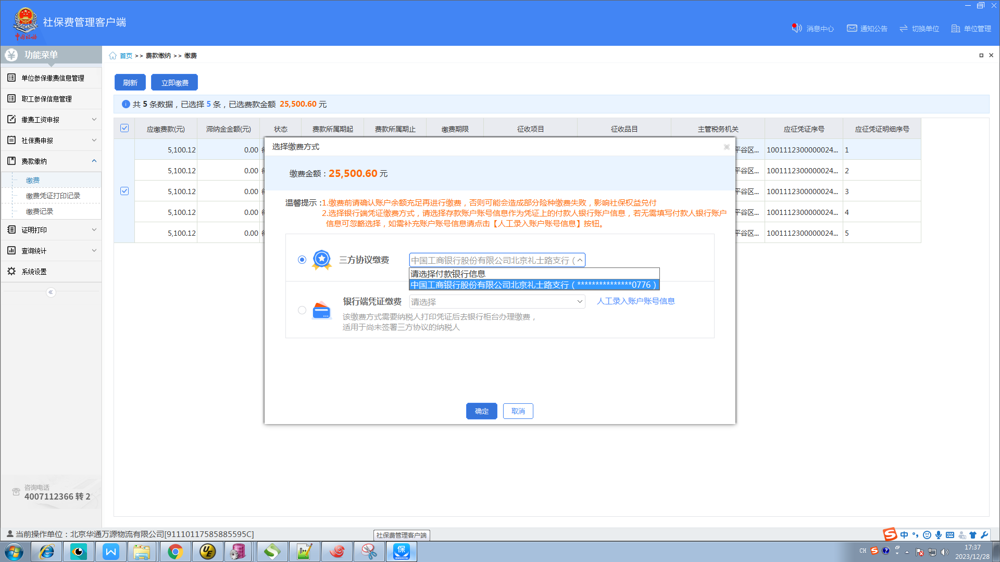 社保费管理客户端
消息中心 通知公告 切换单位 单位管理
功能菜单
首页 >> 费款缴纳 >> 缴费
单位参保缴费信息管理
职工参保信息管理
缴费工资申报
社保费申报
费款缴纳
缴费
缴费凭证打印记录
缴费记录
证明打印
查询统计
系统设置
咨询电话
4007112366 转 2
刷新 立即缴费
共 5 条数据，已选择 5 条，已选费款金额 25,500.60 元
应缴费款(元) 滞纳金金额(元) 状态 费款所属期起 费款所属期止 缴费期限 征收项目 征收品目 主管税务机关 应征凭证序号 应征凭证明细序号
5,100.12 0.00 平谷区... 1001112300000024... 1
5,100.12 0.00 平谷区... 1001112300000024... 2
5,100.12 0.00 平谷区... 1001112300000024... 3
5,100.12 0.00 平谷区... 1001112300000024... 4
5,100.12 0.00 平谷区... 1001112300000024... 5
选择缴费方式
缴费金额：25,500.60 元
温馨提示：1.缴费前请确认账户余额充足再进行缴费，否则可能会造成部分险种缴费失败，影响社保权益兑付
2.选择银行端凭证缴费方式，请选择存款账户账号信息作为凭证上的付款人银行账户信息，若无需填写付款人银行账户
信息可忽略选择，如需补充账户账号信息请点击【人工录入账户账号信息】按钮。
三方协议缴费 中国工商银行股份有限公司北京礼士路支行（
请选择付款银行信息
中国工商银行股份有限公司北京礼士路支行（***************0776）
银行端凭证缴费 请选择 人工录入账户账号信息
该缴费方式需要纳税人打印凭证后去银行柜台办理缴费，
适用于尚未签署三方协议的纳税人
确定 取消
当前操作单位：北京华通万源物流有限公司[91110117585885595C]
社保费管理客户端
中
CH
17:37
2023/12/28